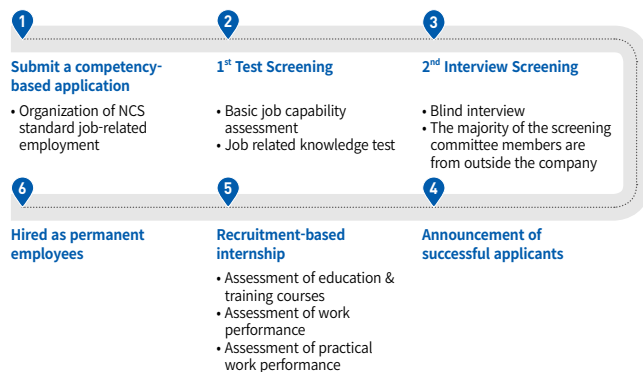 1
Submit a competency-
based application
• Organization of NCS
standard job-related
employment
2
1st Test Screening
• Basic job capability
assessment
• Job related knowledge test
3
2nd Interview Screening
• Blind interview
• The majority of the screening
committee members are
from outside the company
4
Announcement of
successful applicants
5
Recruitment-based
internship
• Assessment of education &
training courses
• Assessment of work
performance
• Assessment of practical
work performance
6
Hired as permanent
employees